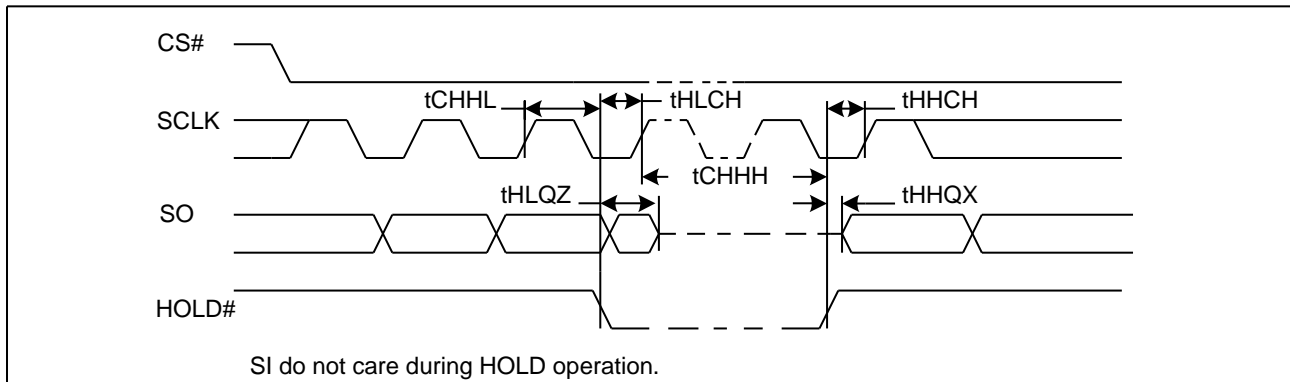 CS#
tCHHL
tHLCH
tHHCH
SCLK
tCHHH
tHLQZ
tHHQX
SO
HOLD#
SI do not care during HOLD operation.